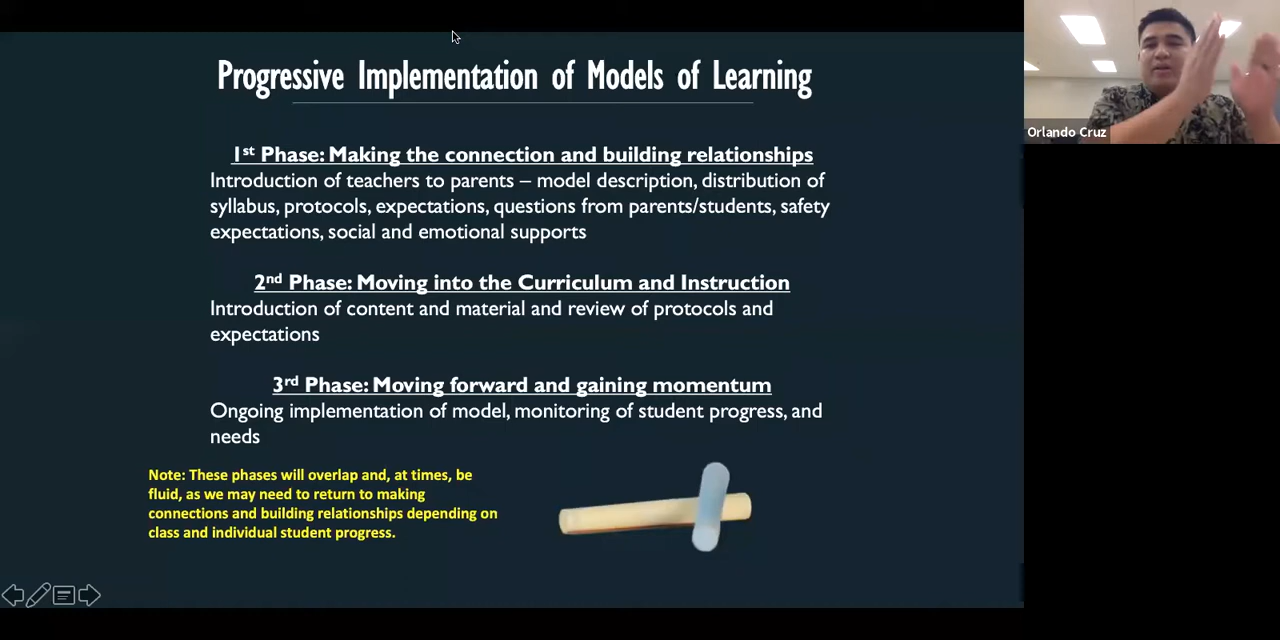 Progressive Implementation of Models of Learning
Orlando Cruz
1st Phase: Making the connection and building relationships
Introduction of teachers to parents – model description, distribution of
syllabus, protocols, expectations, questions from parents/students, safety
expectations, social and emotional supports
2nd Phase: Moving into the Curriculum and Instruction
Introduction of content and material and review of protocols and
expectations
3rd Phase: Moving forward and gaining momentum
Ongoing implementation of model, monitoring of student progress, and
needs
Note: These phases will overlap and, at times, be
fluid, as we may need to return to making
connections and building relationships depending on
class and individual student progress.